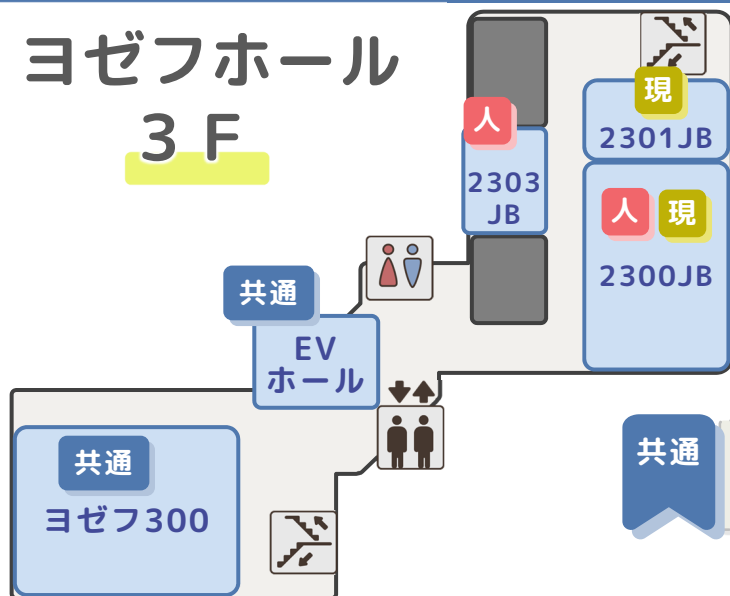 ヨゼフホール
3F
人
2303
JB
現
2301JB
人 現
2300JB
共通
EV
ホール
共通
ヨゼフ300
共通